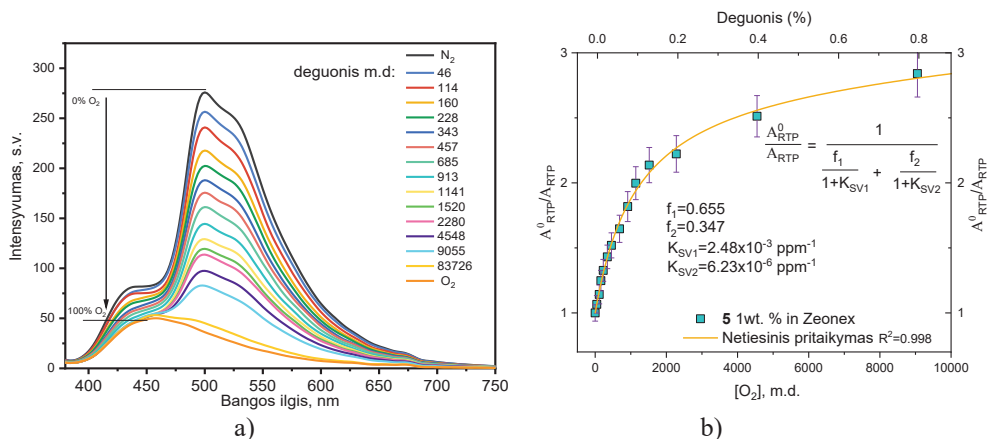 300
250
200
150
100
50
0
Intensyvumas, s.v.
400
450
500
550
600
650
700
750
Bangos ilgis, nm
0% O₂
100% O₂
deguonis m.d:
N₂
46
114
160
228
343
457
685
913
1141
1520
2280
4548
9055
83726
O₂
a)
b)
Deguonis (%)
0.0
0.2
0.4
0.6
0.8
3
2
1
A⁰RTP/ARTP
3
2
1
A⁰RTP/ARTP
A⁰RTP / ARTP = 1 / (f₁/1+KSV1 + f₂/1+KSV2)
f₁=0.655
f₂=0.347
KSV1=2.48x10⁻³ ppm⁻¹
KSV2=6.23x10⁻⁶ ppm⁻¹
5 1wt. % in Zeonex
Netiesinis pritaikymas R²=0.998
0
2000
4000
6000
8000
10000
[O₂], m.d.
b)